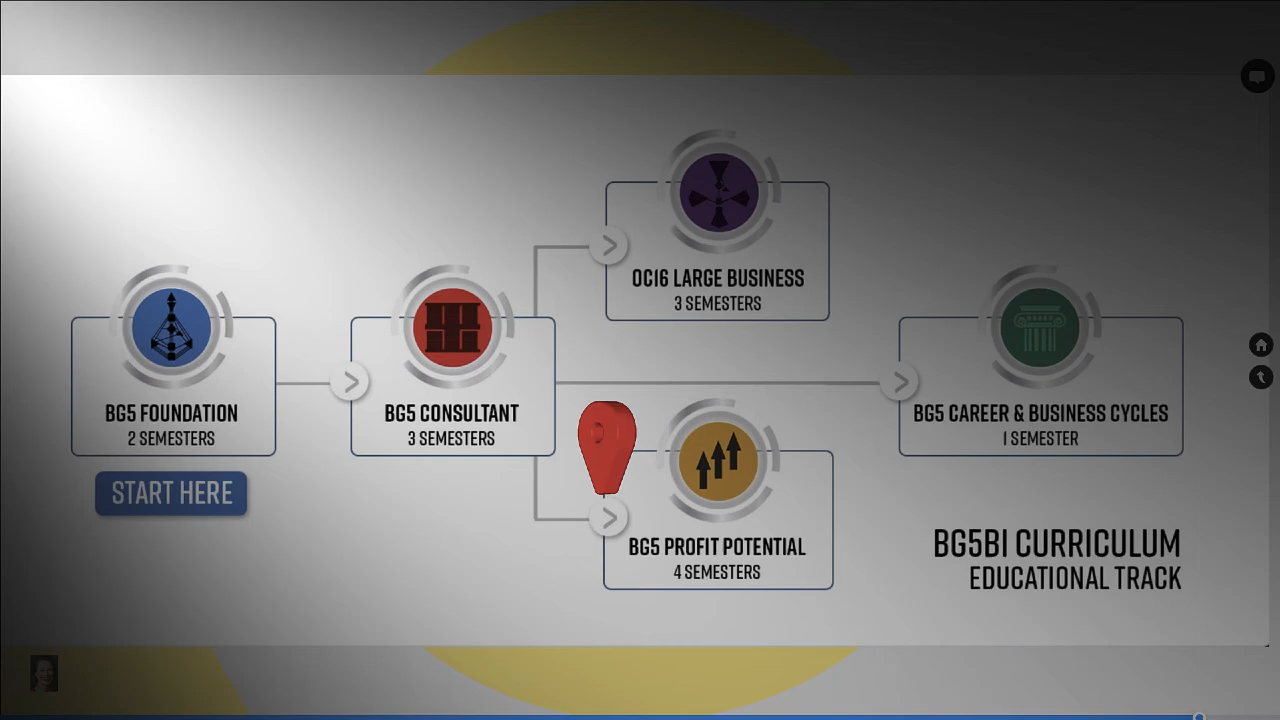 OC16 LARGE BUSINESS
3 SEMESTERS
BG5 FOUNDATION
2 SEMESTERS
START HERE
BG5 CONSULTANT
3 SEMESTERS
BG5 CAREER & BUSINESS CYCLES
1 SEMESTER
BG5 PROFIT POTENTIAL
4 SEMESTERS
BG5BI CURRICULUM
EDUCATIONAL TRACK